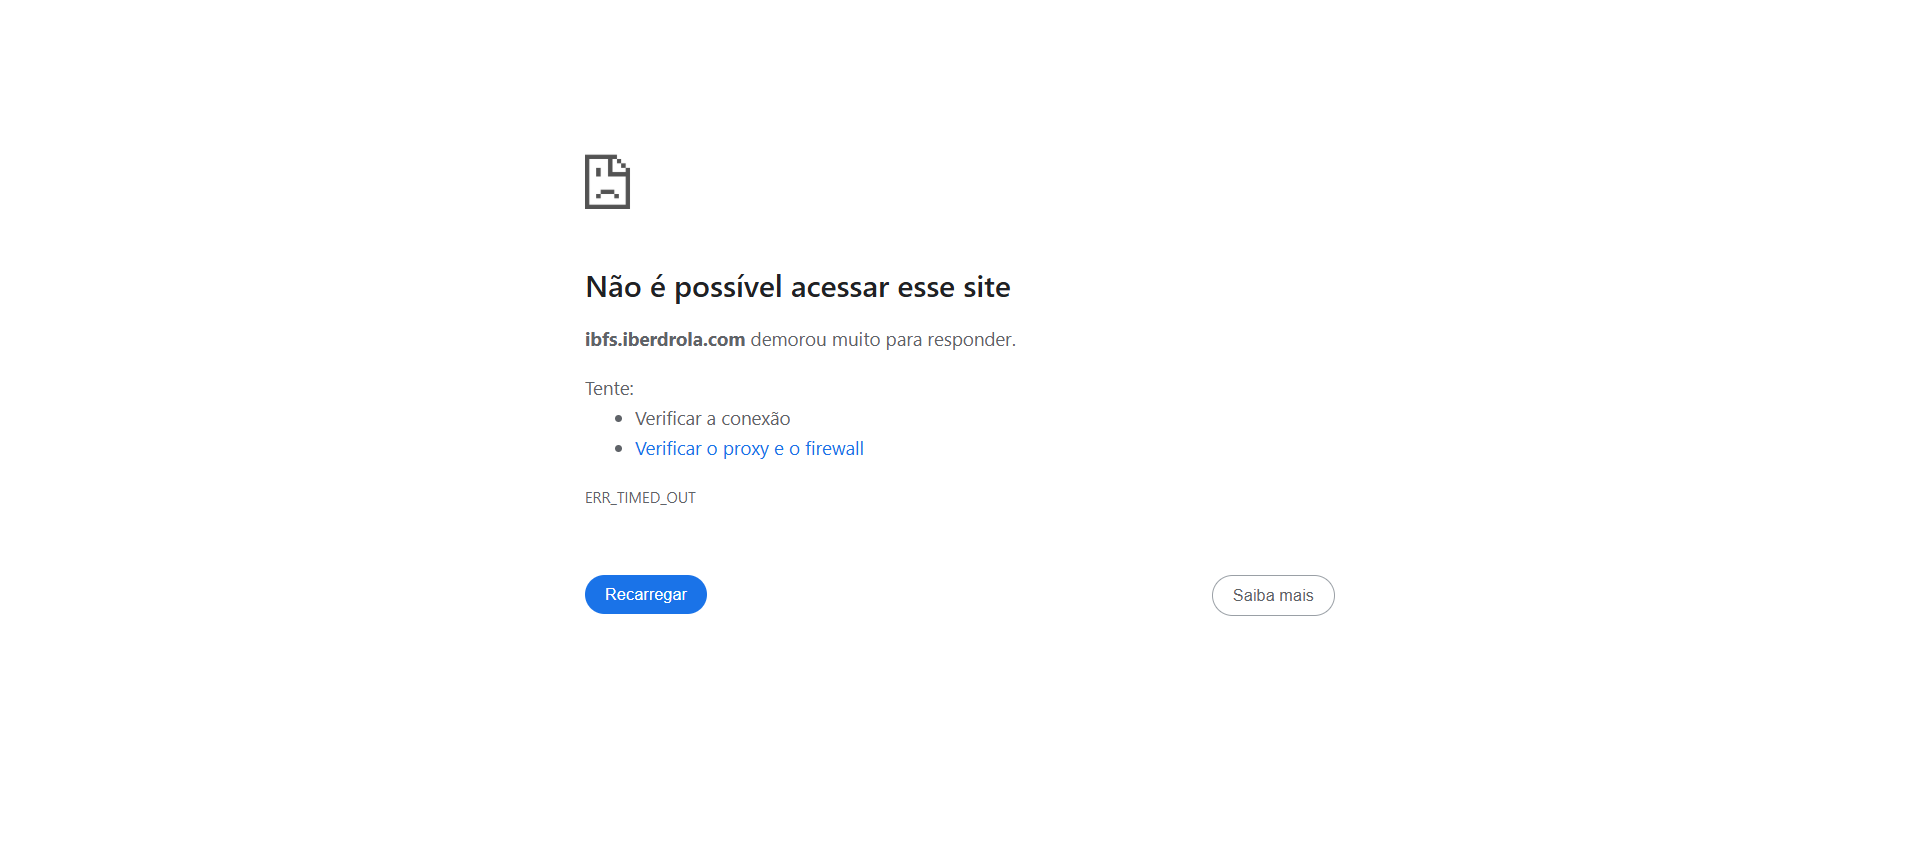 Não é possível acessar esse site
ibfs.iberdrola.com demorou muito para responder.
Tente:
Verificar a conexão
Verificar o proxy e o firewall
ERR_TIMED_OUT
Recarregar
Saiba mais